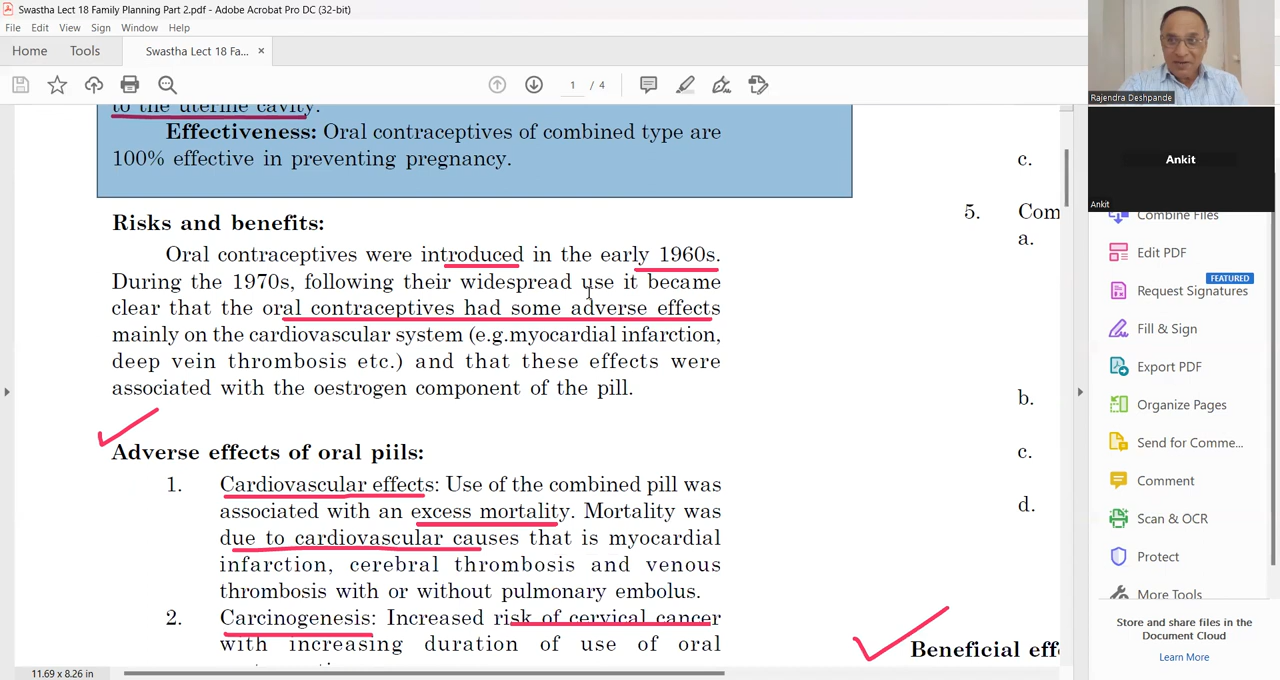 Swastha Lect 18 Family Planning Part 2.pdf - Adobe Acrobat Pro DC (32-bit)
File Edit View Sign Window Help
Home Tools Swastha Lect 18 Fa... ×
1 / 4
to the uterine cavity.
Effectiveness: Oral contraceptives of combined type are
100% effective in preventing pregnancy.
Risks and benefits:
Oral contraceptives were introduced in the early 1960s.
During the 1970s, following their widespread use it became
clear that the oral contraceptives had some adverse effects
mainly on the cardiovascular system (e.g.myocardial infarction,
deep vein thrombosis etc.) and that these effects were
associated with the oestrogen component of the pill.
Adverse effects of oral piils:
1. Cardiovascular effects: Use of the combined pill was
associated with an excess mortality. Mortality was
due to cardiovascular causes that is myocardial
infarction, cerebral thrombosis and venous
thrombosis with or without pulmonary embolus.
2. Carcinogenesis: Increased risk of cervical cancer
with increasing duration of use of oral
c.
5. Com
a.
b.
c.
d.
Beneficial effe
11.69 x 8.26 in
Rajendra Deshpande
Ankit
Ankit
Combine Files
Edit PDF
FEATURED
Request Signatures
Fill & Sign
Export PDF
Organize Pages
Send for Comme...
Comment
Scan & OCR
Protect
More Tools
Store and share files in the
Document Cloud
Learn More